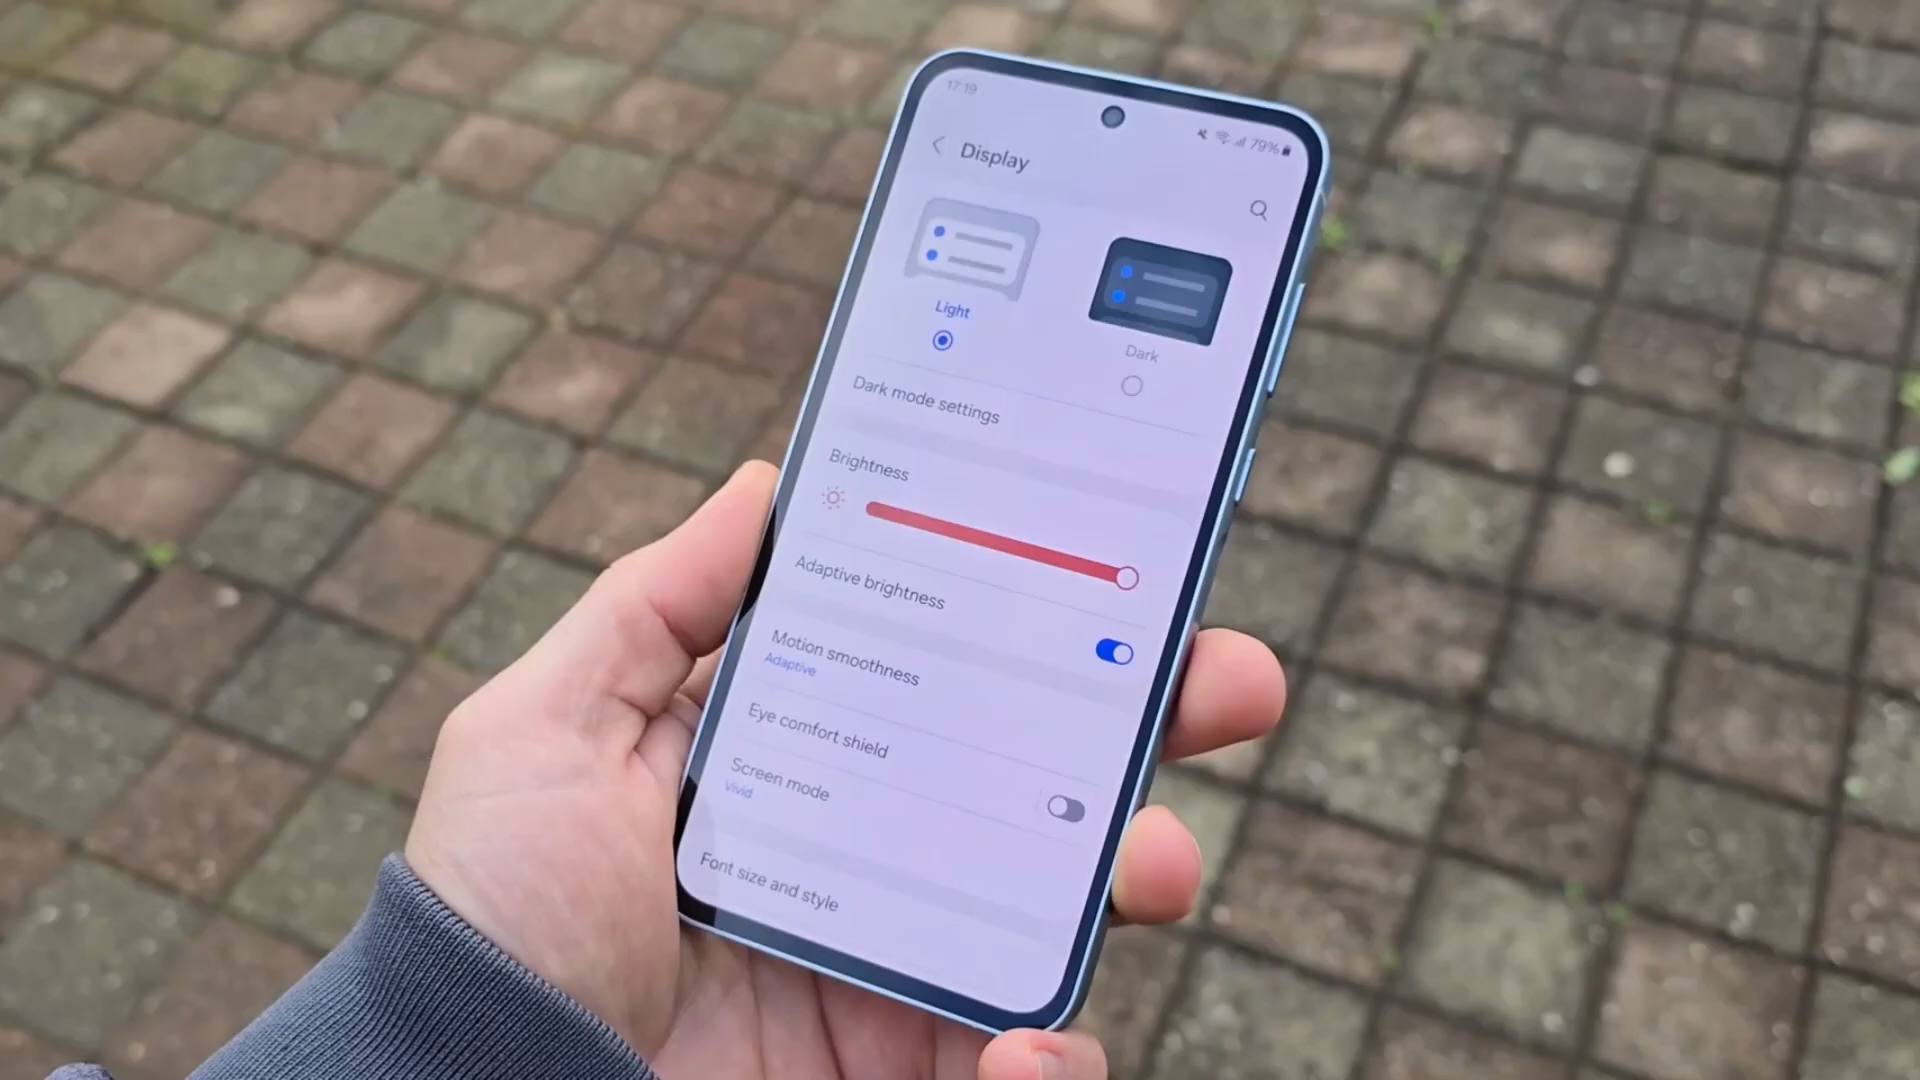 17:19
79%
Display
Light
Dark
Dark mode settings
Brightness
Adaptive brightness
Motion smoothness
Adaptive
Eye comfort shield
Screen mode
Vivid
Font size and style